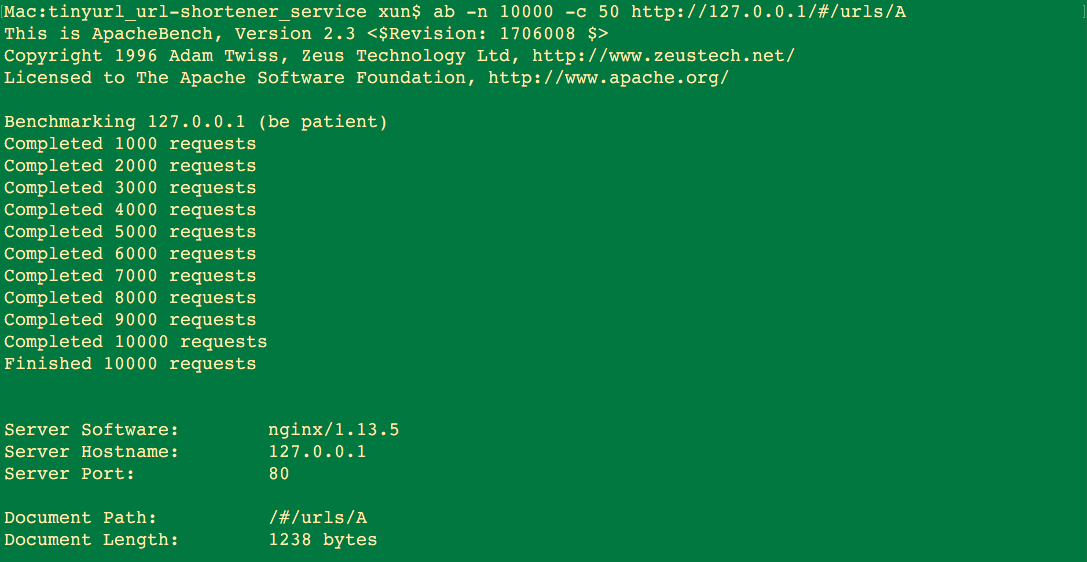 Mac:tinyurl_url-shortener_service xun$ ab -n 10000 -c 50 http://127.0.0.1/#/urls/A
This is ApacheBench, Version 2.3 <$Revision: 1706008 $>
Copyright 1996 Adam Twiss, Zeus Technology Ltd, http://www.zeustech.net/
Licensed to The Apache Software Foundation, http://www.apache.org/

Benchmarking 127.0.0.1 (be patient)
Completed 1000 requests
Completed 2000 requests
Completed 3000 requests
Completed 4000 requests
Completed 5000 requests
Completed 6000 requests
Completed 7000 requests
Completed 8000 requests
Completed 9000 requests
Completed 10000 requests
Finished 10000 requests

Server Software:        nginx/1.13.5
Server Hostname:        127.0.0.1
Server Port:            80

Document Path:          /#/urls/A
Document Length:        1238 bytes